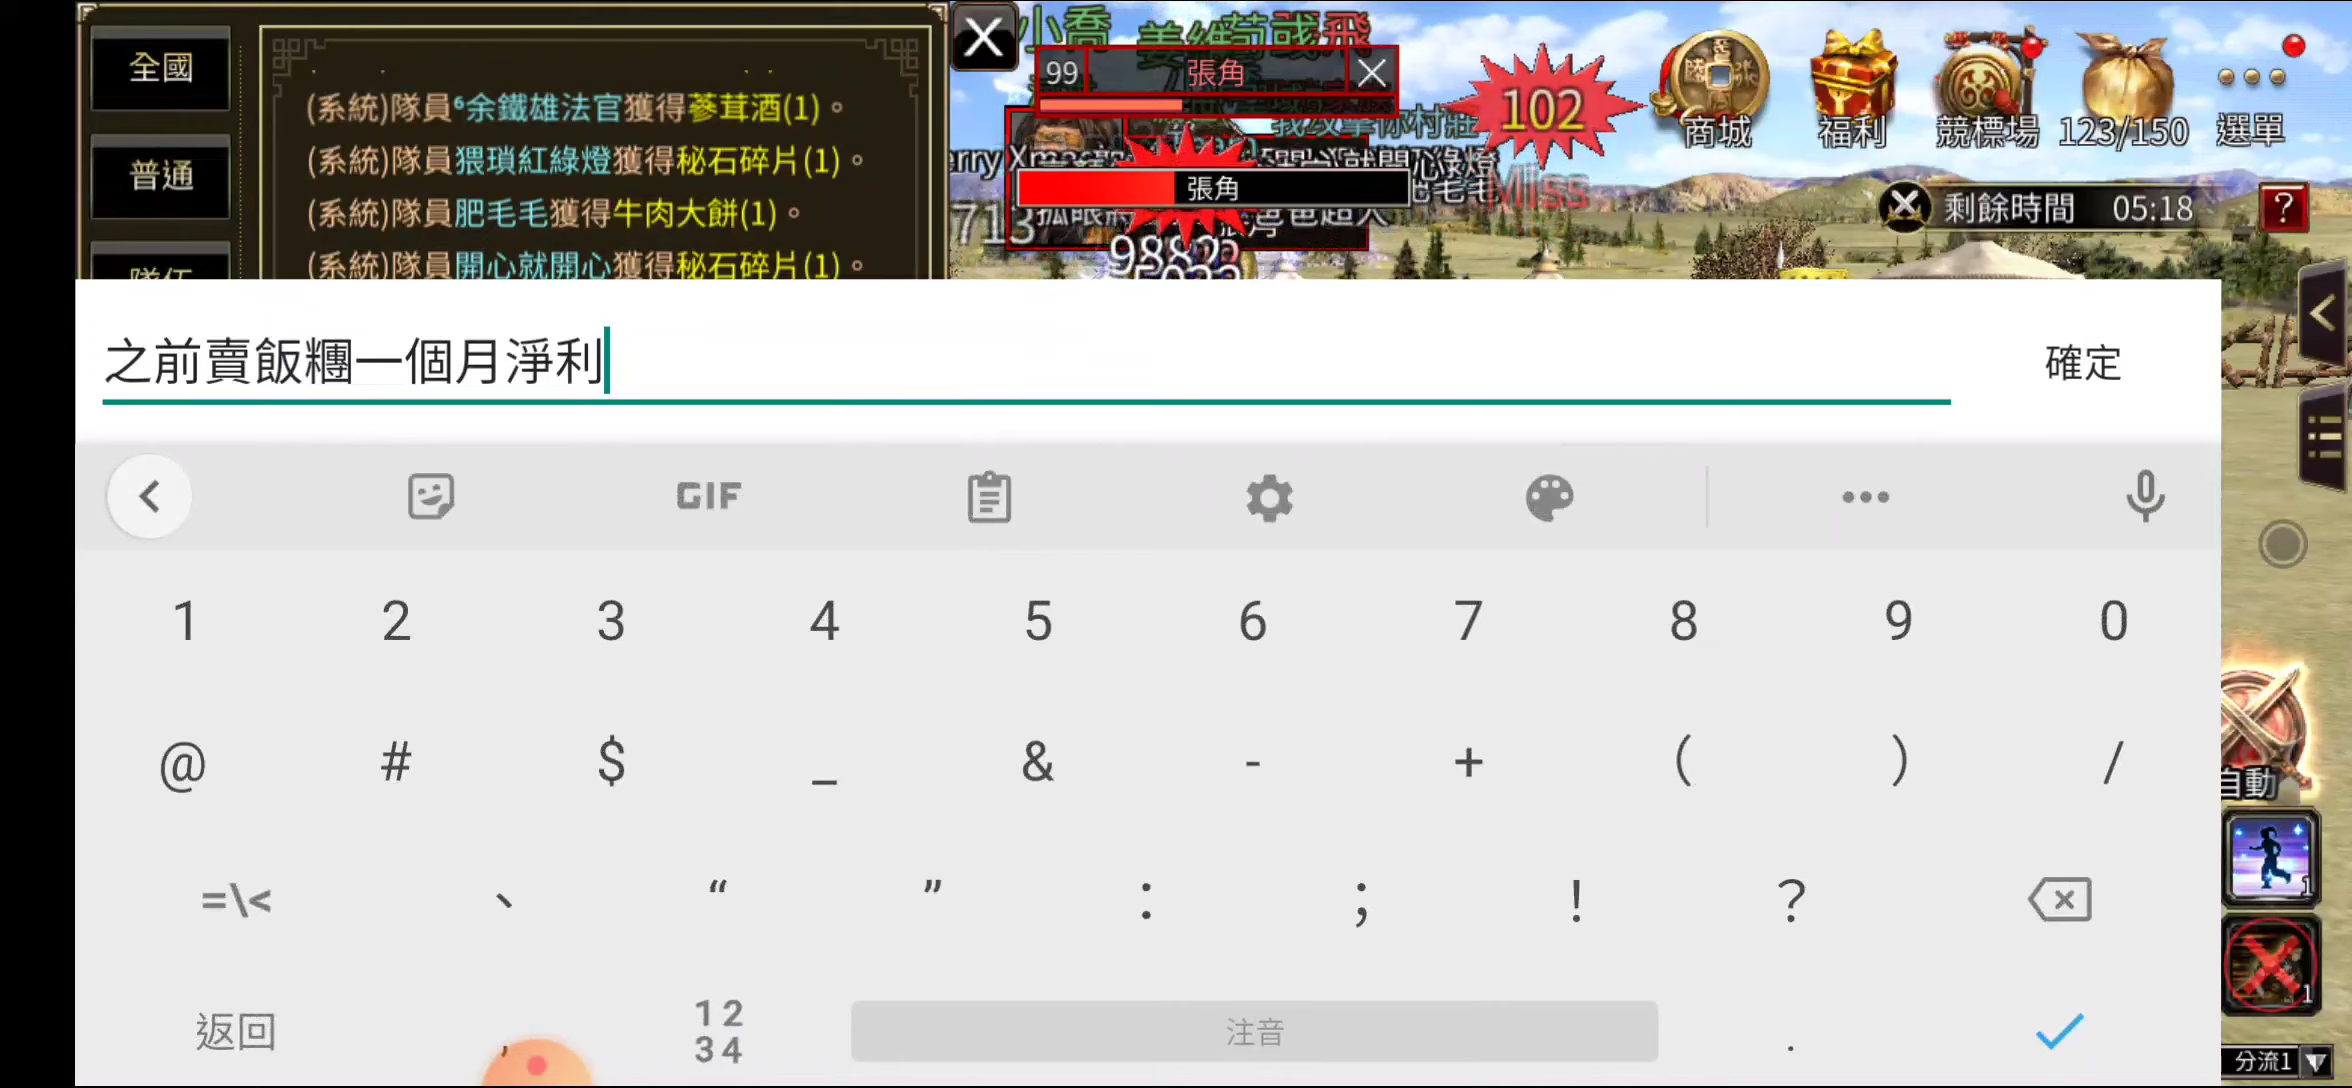 全國
普通
(系統)隊員⁶余鐵雄法官獲得蔘茸酒(1)。
(系統)隊員猥瑣紅綠燈獲得秘石碎片(1)。
(系統)隊員肥毛毛獲得牛肉大餅(1)。
(系統)隊員開心就開心獲得秘石碎片(1)。
小喬
99 張角
張角
102
Miss
商城
福利
競標場
123/150
選單
剩餘時間 05:18
?
之前賣飯糰一個月淨利
確定
GIF
1 2 3 4 5 6 7 8 9 0
@ # $ _ & - + ( ) /
=\< 、 “ ” : ; ! ?
返回 , 12 34 注音 .
自動
1
1
分流1